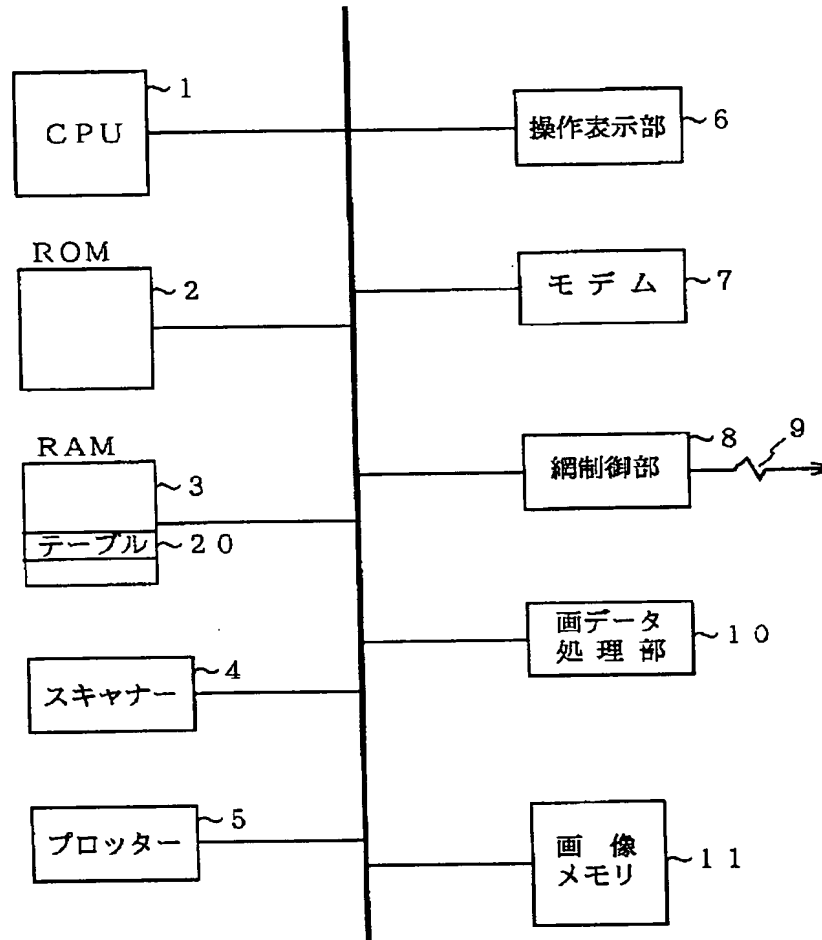 CPU
1
ROM
2
RAM
3
テーブル
20
スキャナー
4
プロッター
5
操作表示部
6
モデム
7
網制御部
8
9
画データ
処理部
10
画像
メモリ
11